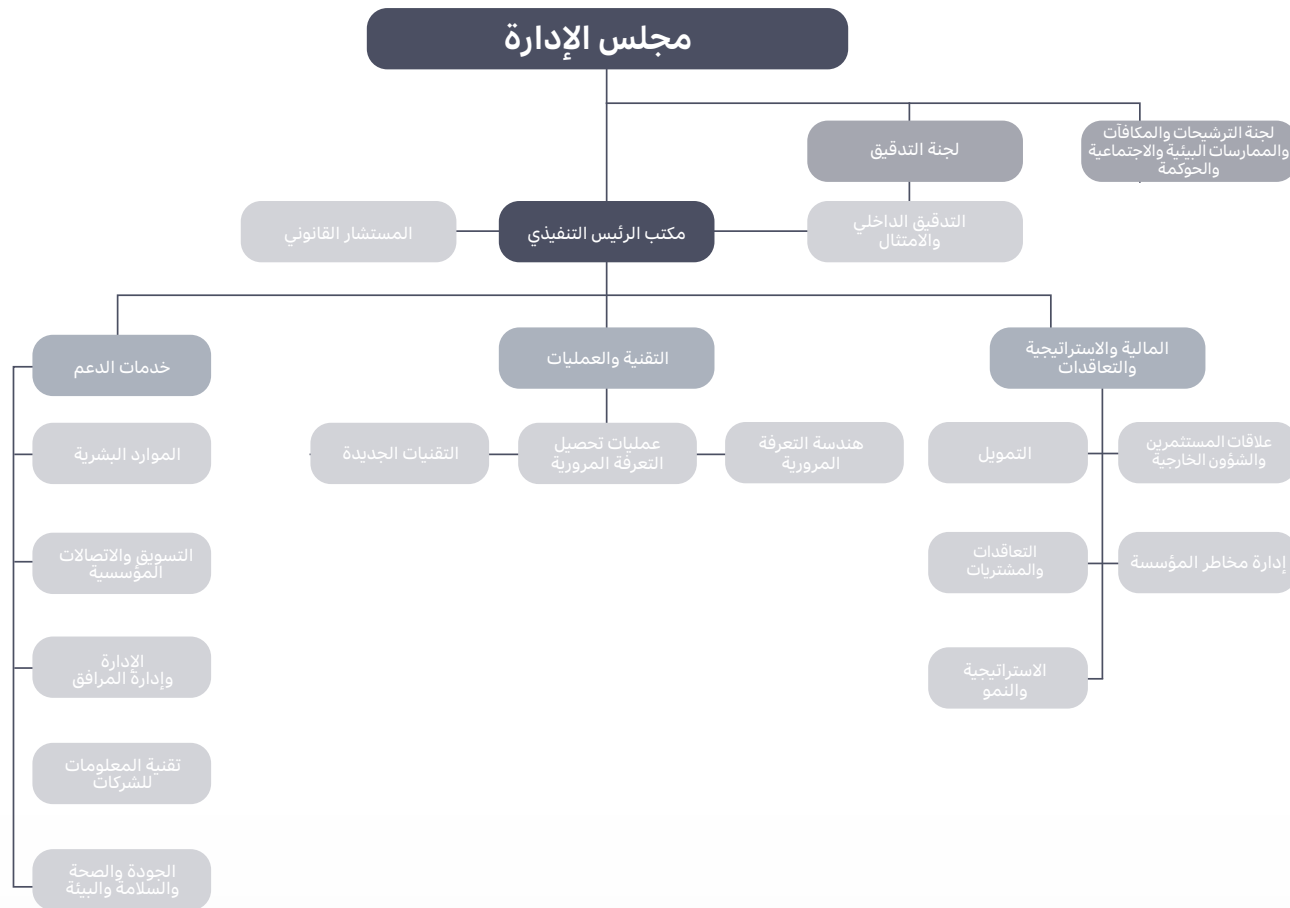 مجلس الإدارة
لجنة الترشيحات والمكافآت
والممارسات البيئية والاجتماعية
والحوكمة
لجنة التدقيق
التدقيق الداخلي
والامتثال
مكتب الرئيس التنفيذي
المستشار القانوني
المالية والاستراتيجية
والتعاقدات
التقنية والعمليات
خدمات الدعم
علاقات المستثمرين
والشؤون الخارجية
التمويل
هندسة التعرفة
المرورية
عمليات تحصيل
التعرفة المرورية
التقنيات الجديدة
الموارد البشرية
إدارة مخاطر المؤسسة
التعاقدات
والمشتريات
التسويق والاتصالات
المؤسسية
الاستراتيجية
والنمو
الإدارة
وإدارة المرافق
تقنية المعلومات
للشركات
الجودة والصحة
والسلامة والبيئة